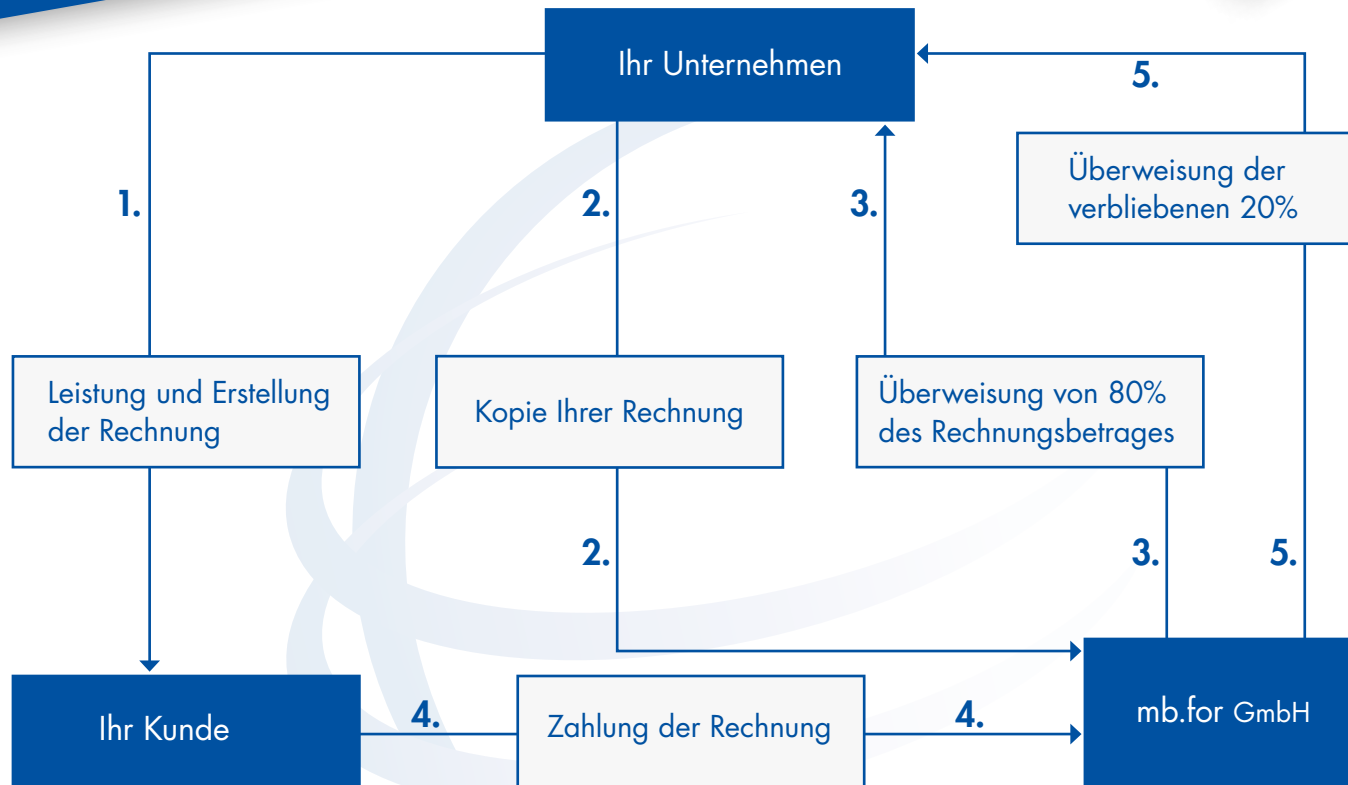 Ihr Unternehmen
5.
Überweisung der
verbliebenen 20%
1.
2.
3.
Leistung und Erstellung
der Rechnung
Kopie Ihrer Rechnung
Überweisung von 80%
des Rechnungsbetrages
2.
3.
5.
Ihr Kunde
4.
Zahlung der Rechnung
4.
mb.for GmbH